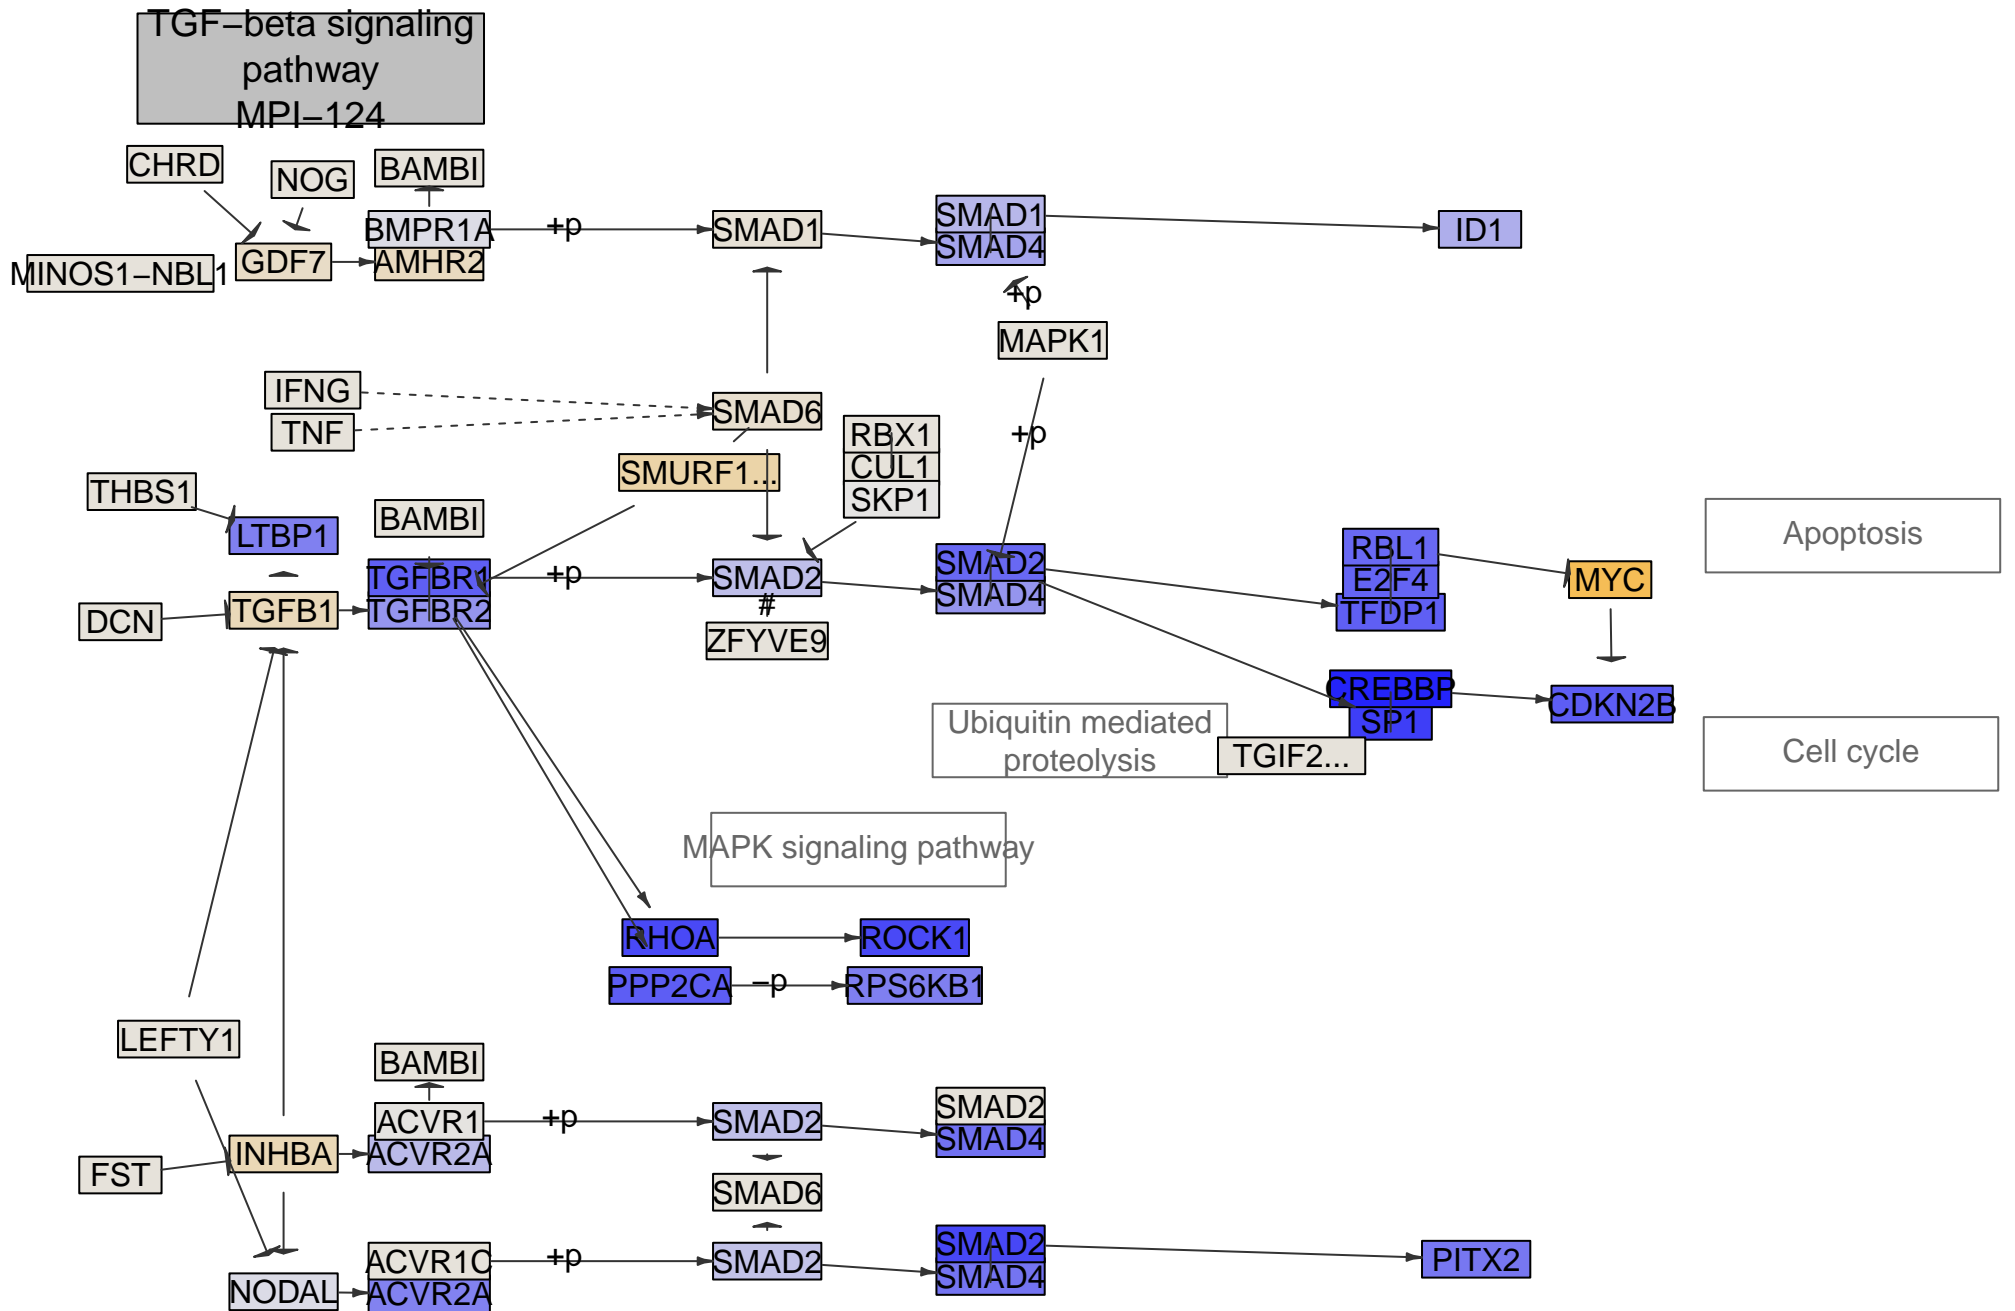 TGF−beta signaling
pathway
MPI−124
CHRD
NOG
BAMBI
BMPR1A
+p
SMAD1
SMAD1
SMAD4
ID1
MINOS1−NBL1
GDF7
AMHR2
+p
MAPK1
IFNG
TNF
SMAD6
RBX1
CUL1
SKP1
+p
SMURF1...
THBS1
LTBP1
BAMBI
TGFBR1
TGFBR2
+p
SMAD2
#
ZFYVE9
SMAD2
SMAD4
RBL1
E2F4
TFDP1
MYC
Apoptosis
DCN
TGFB1
CREBBP
SP1
CDKN2B
Ubiquitin mediated
proteolysis
TGIF2...
Cell cycle
MAPK signaling pathway
RHOA
ROCK1
PPP2CA
−p
RPS6KB1
LEFTY1
BAMBI
ACVR1
ACVR2A
+p
SMAD2
SMAD2
SMAD4
INHBA
FST
SMAD6
ACVR1C
ACVR2A
+p
SMAD2
SMAD2
SMAD4
PITX2
NODAL